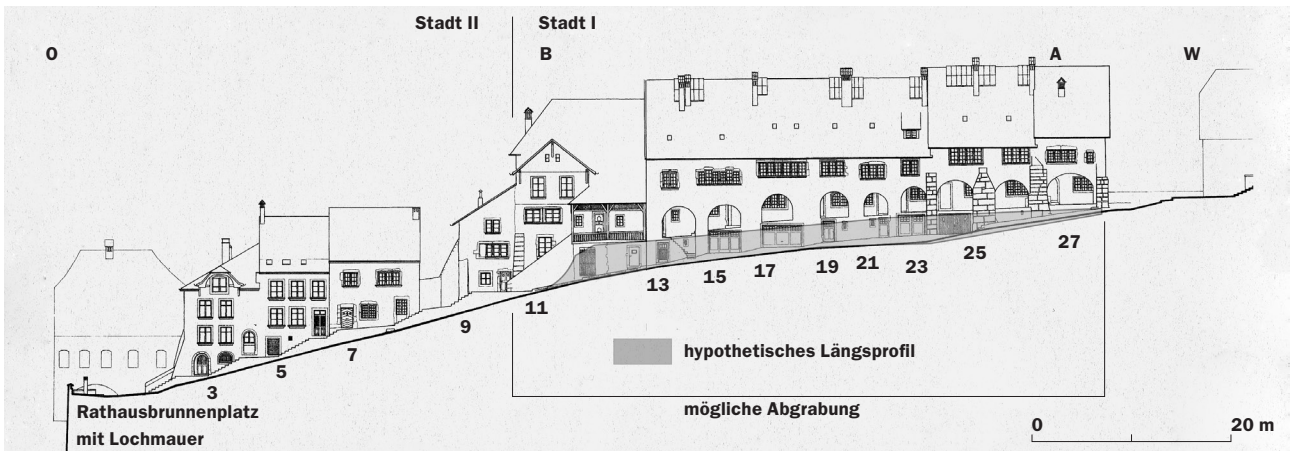 Stadt II
Stadt I
O
B
A
W
3
5
7
9
11
13
15
17
19
21
23
25
27
hypothetisches Längsprofil
mögliche Abgrabung
Rathausbrunnenplatz
mit Lochmauer
0
20 m